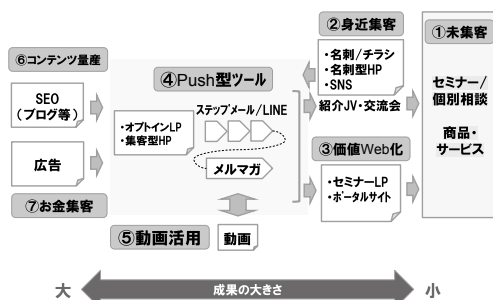 ②身近集客
①未集客
⑥コンテンツ量産
④Push型ツール
・名刺/チラシ
・名刺型HP
・SNS
セミナー/
個別相談
商品・
サービス
SEO
(ブログ等)
ステップメール/LINE
紹介JV・交流会
・オプトインLP
・集客型HP
③価値Web化
広告
メルマガ
・セミナーLP
・ポータルサイト
⑦お金集客
⑤動画活用
動画
大
成果の大きさ
小